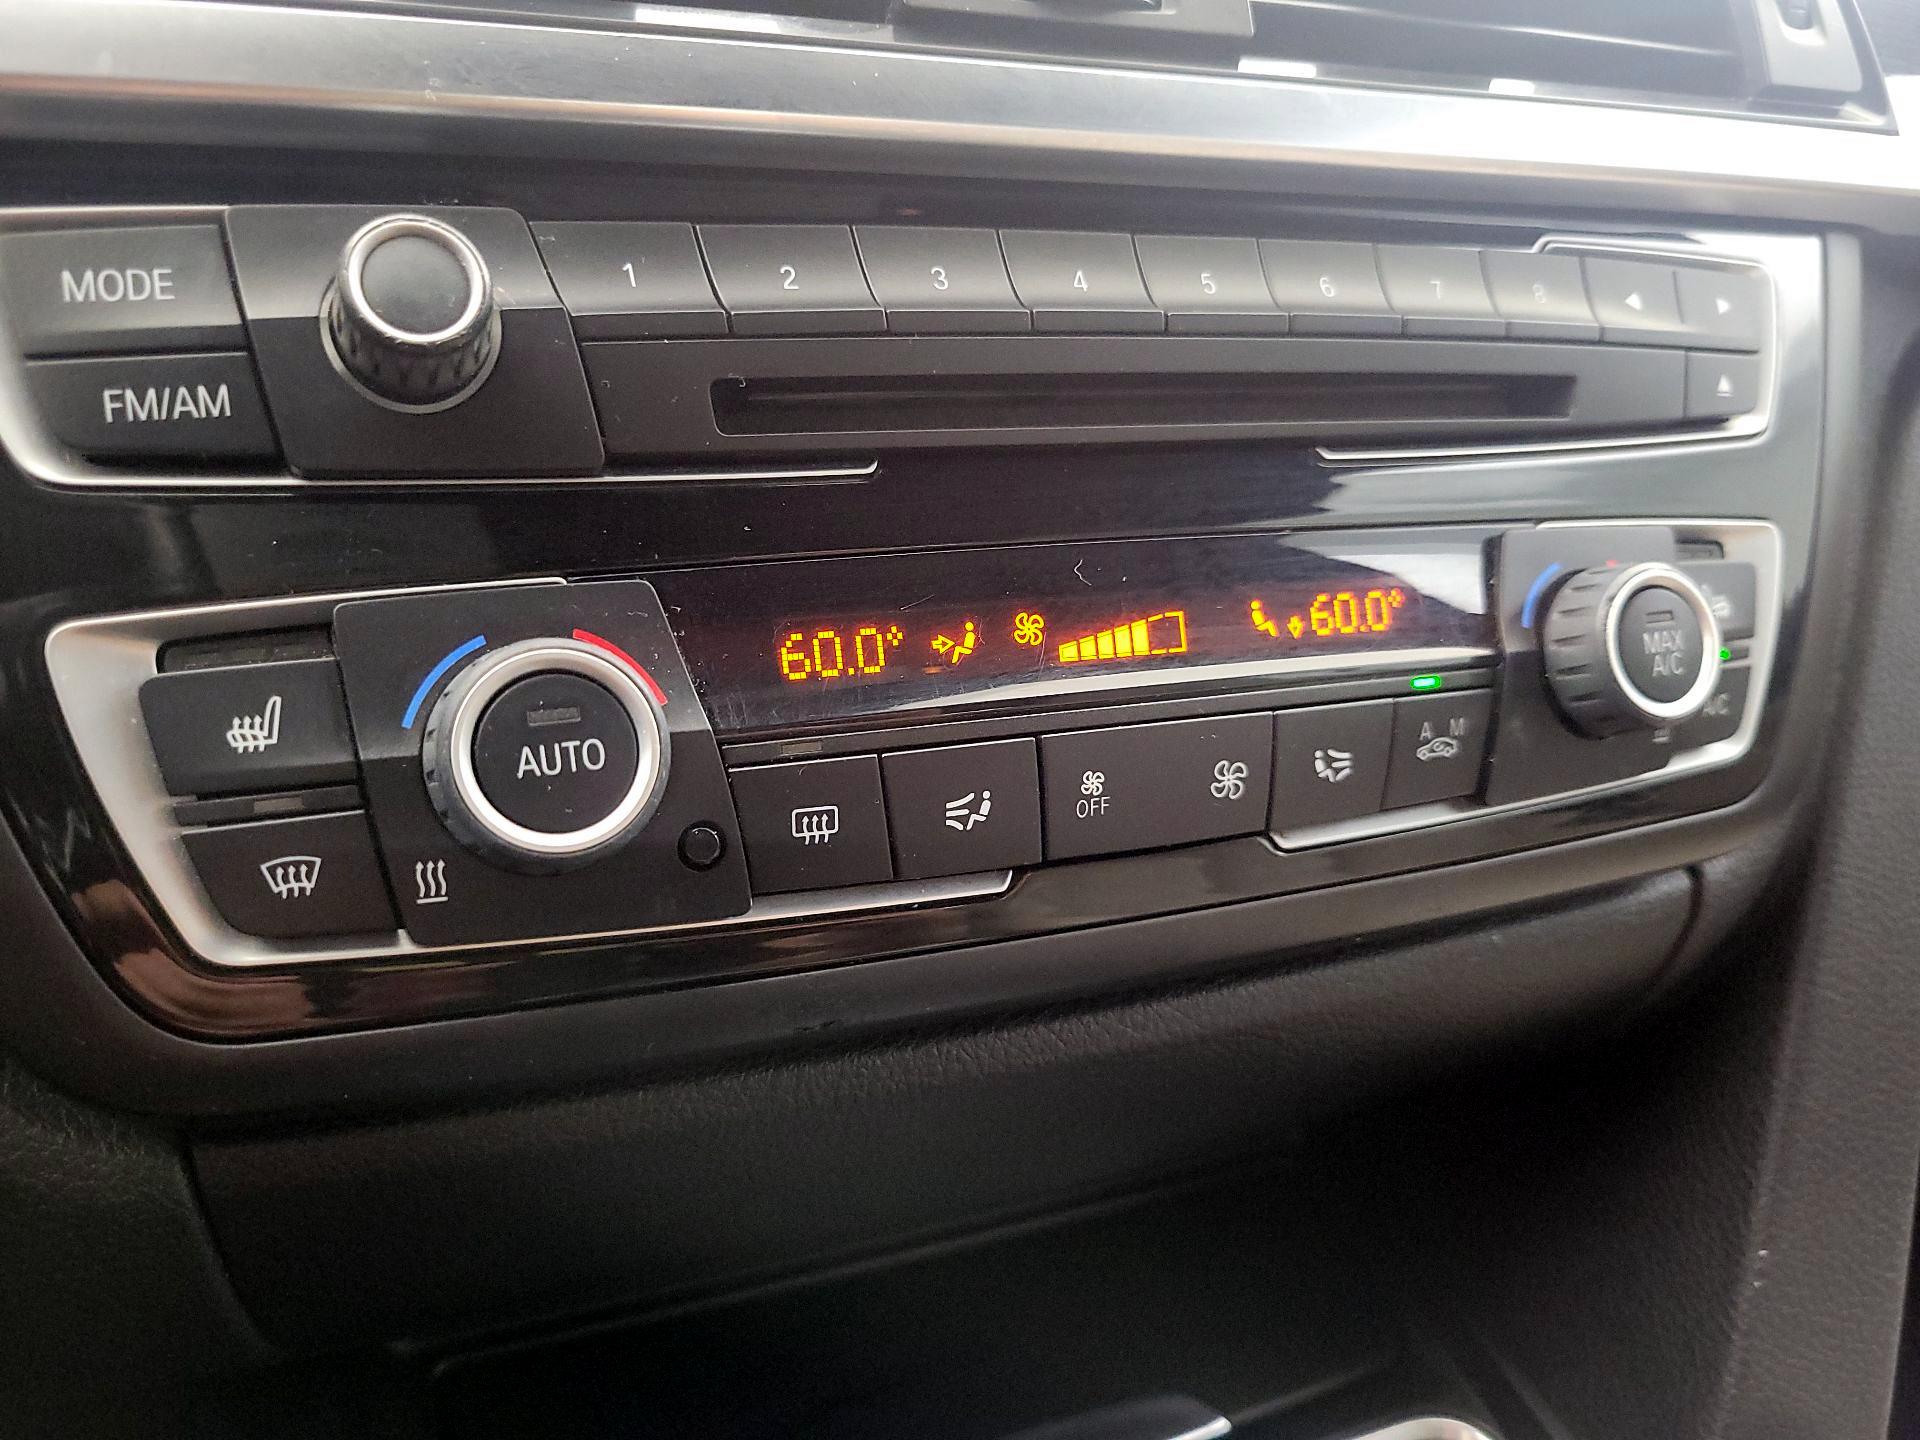 MODE
1 2 3 4 5 6 7 8
FM/AM
60.0° 60.0°
MAX
A/C
A/C
AUTO
A M
OFF